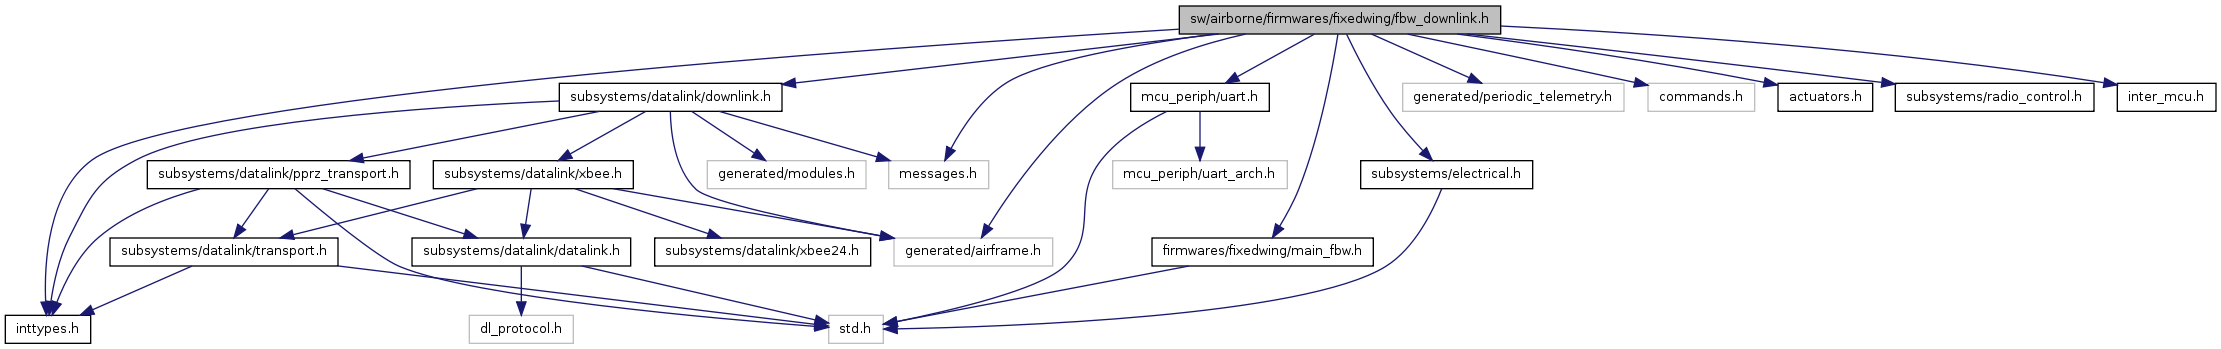 sw/airborne/firmwares/fixedwing/fbw_downlink.h
subsystems/datalink/downlink.h
mcu_periph/uart.h
generated/periodic_telemetry.h
commands.h
actuators.h
subsystems/radio_control.h
inter_mcu.h
subsystems/datalink/pprz_transport.h
subsystems/datalink/xbee.h
generated/modules.h
messages.h
mcu_periph/uart_arch.h
subsystems/electrical.h
subsystems/datalink/transport.h
subsystems/datalink/datalink.h
subsystems/datalink/xbee24.h
generated/airframe.h
firmwares/fixedwing/main_fbw.h
inttypes.h
dl_protocol.h
std.h